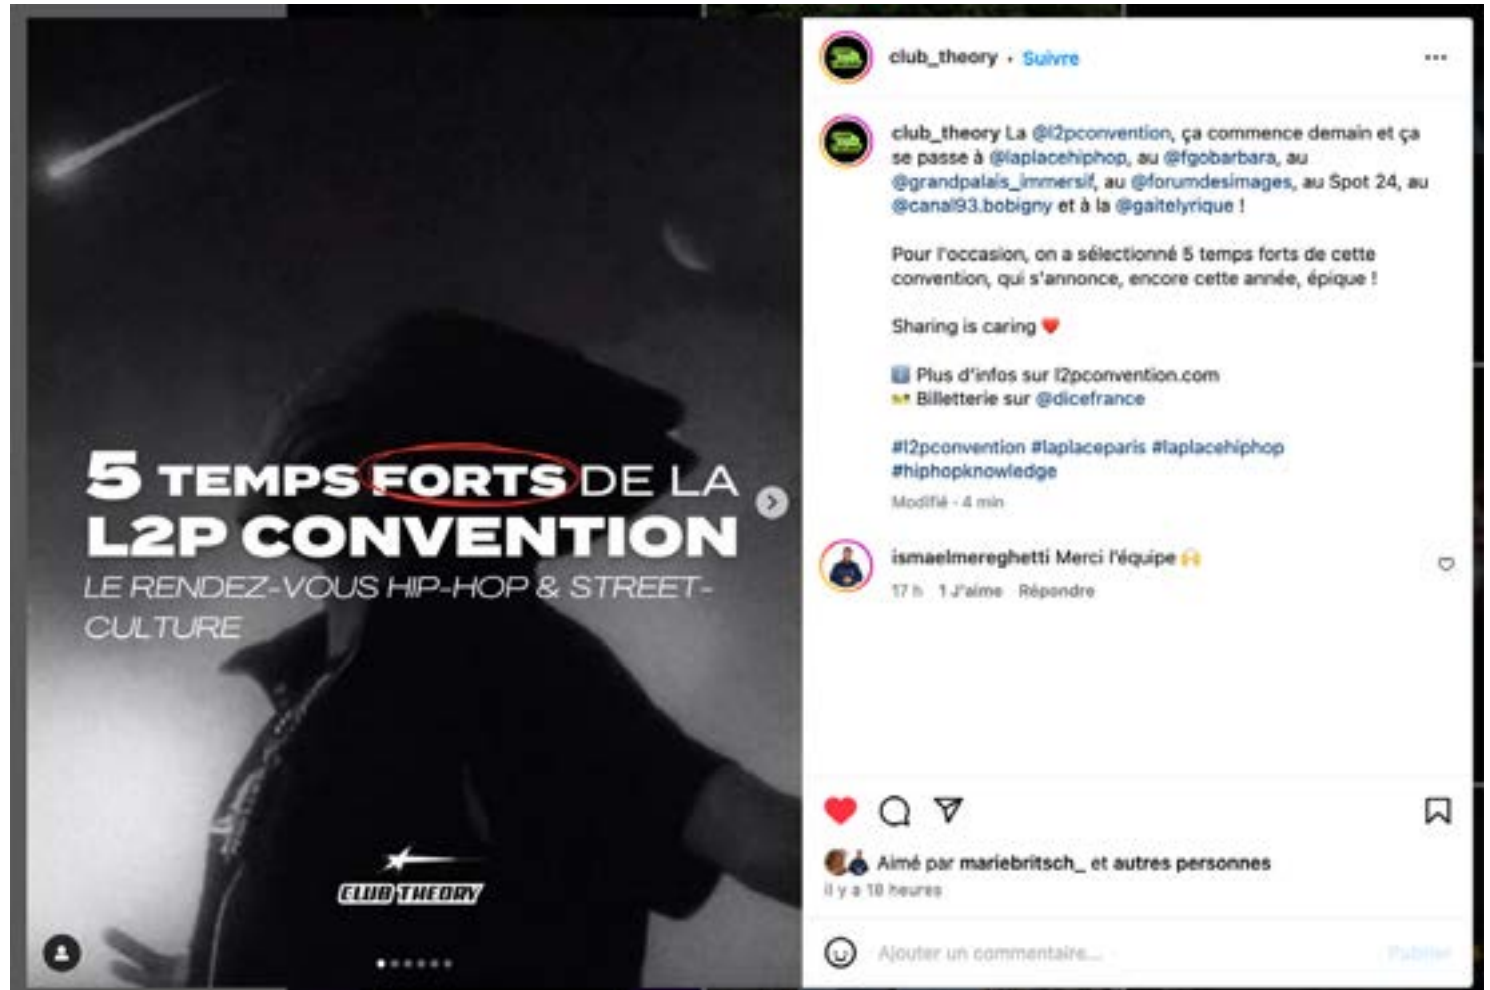 5 TEMPS FORTS DE LA
L2P CONVENTION
LE RENDEZ-VOUS HIP-HOP & STREET-
CULTURE
CLUB THEORY
club_theory • Suivre
club_theory La @l2pconvention, ça commence demain et ça
se passe à @laplacehiphop, au @fgobarbara, au
@grandpalais_immersif, au @forumdesimages, au Spot 24, au
@canal93.bobigny et à la @gaitelyrique !
Pour l'occasion, on a sélectionné 5 temps forts de cette
convention, qui s'annonce, encore cette année, épique !
Sharing is caring ❤️
ℹ️ Plus d'infos sur l2pconvention.com
🎫 Billetterie sur @dicefrance
#l2pconvention #laplaceparis #laplacehiphop
#hiphopknowledge
Modifié · 4 min
ismaelmereghetti Merci l'équipe 🙌
17 h 1 J'aime Répondre
Aimé par mariebritsch_ et autres personnes
il y a 18 heures
Ajouter un commentaire...
Publier